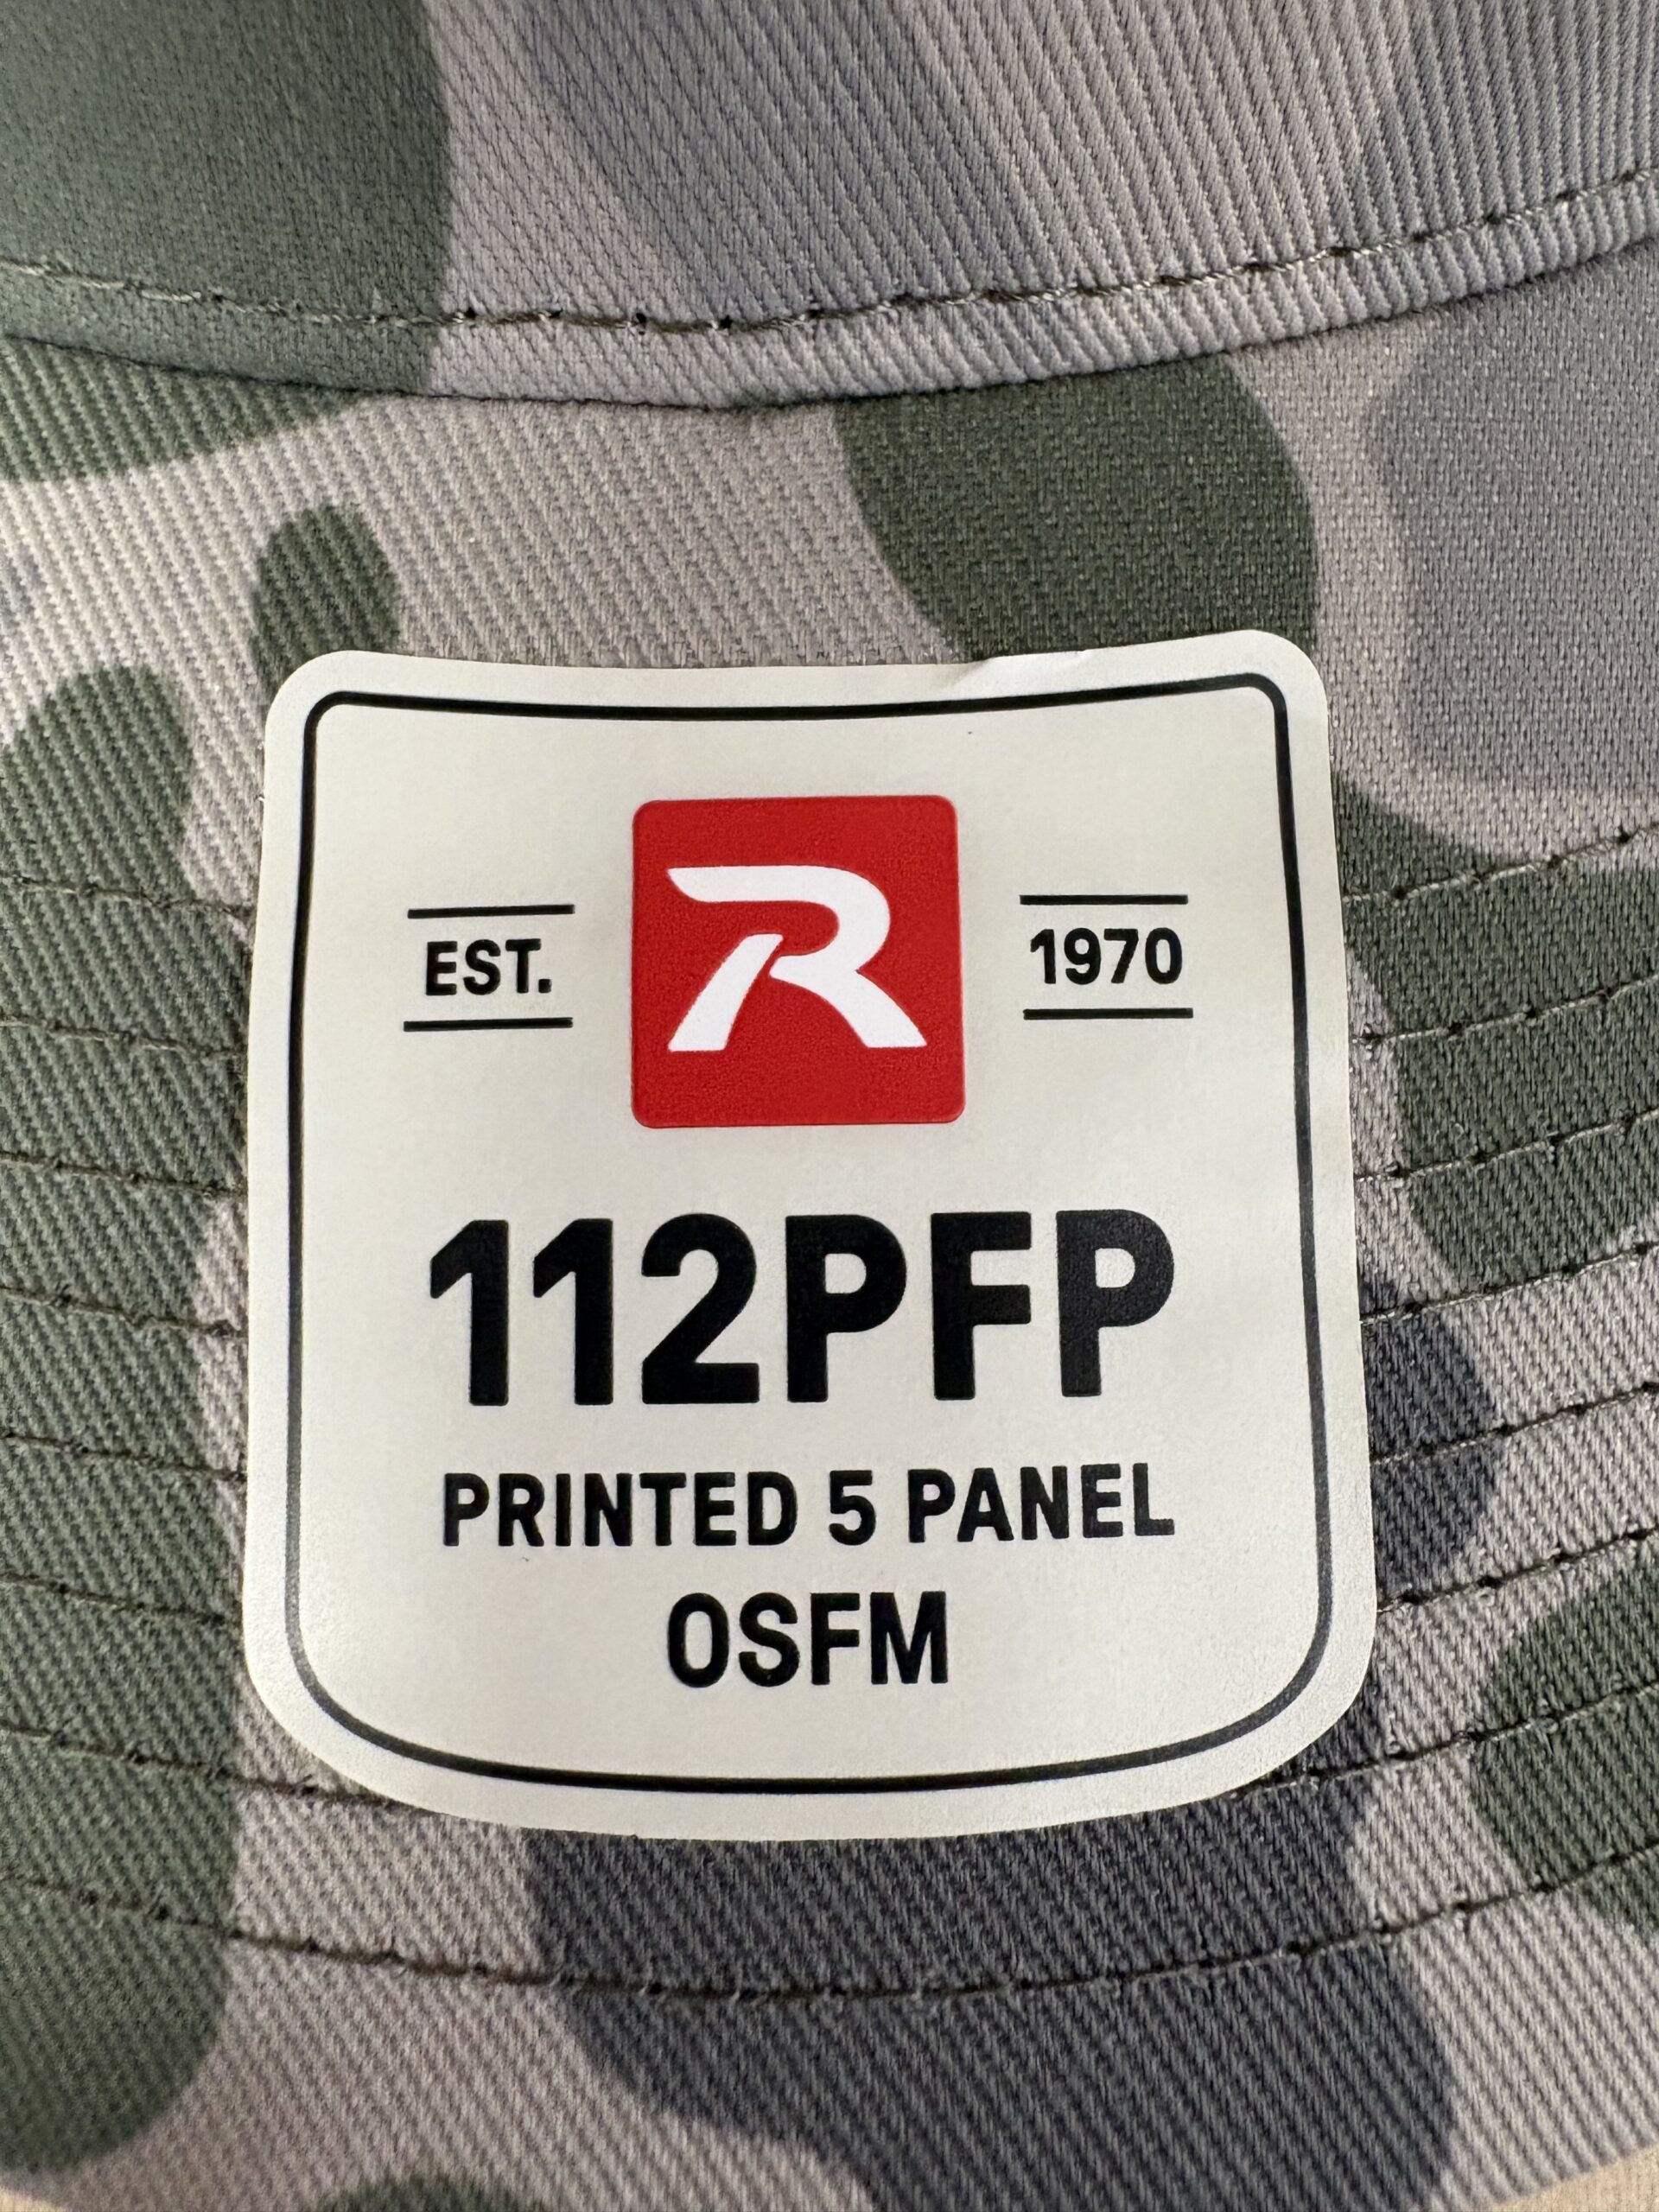 EST. R 1970
112PFP
PRINTED 5 PANEL
OSFM